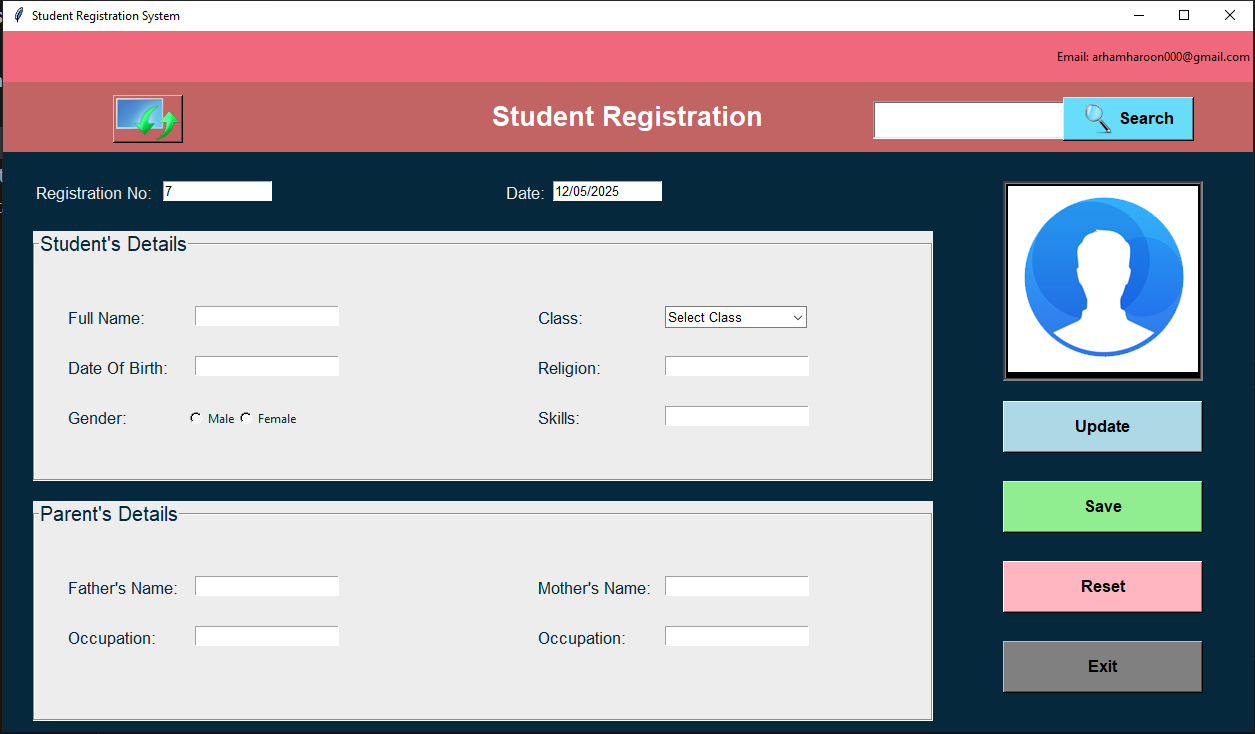 Student Registration System
Email: arhamharoon000@gmail.com
Student Registration
Search
Registration No: 7
Date: 12/05/2025
Student's Details
Full Name:
Class: Select Class
Date Of Birth:
Religion:
Gender: Male Female
Skills:
Parent's Details
Father's Name:
Mother's Name:
Occupation:
Occupation:
Update
Save
Reset
Exit